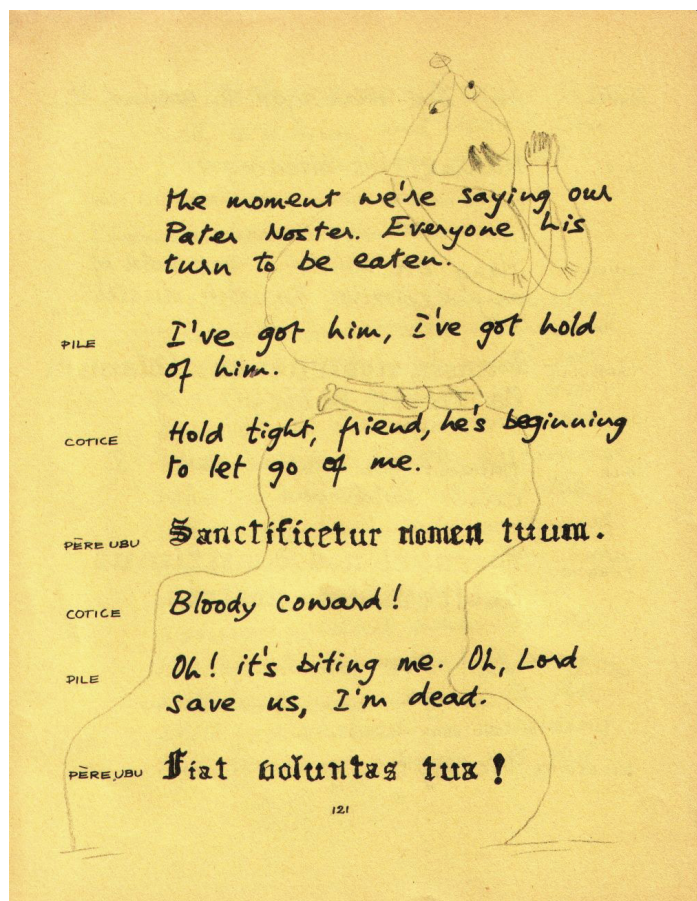 the moment we're saying our
Pater Noster. Everyone his
turn to be eaten.
PILE I've got him, I've got hold
of him.
COTICE Hold tight, friend, he's beginning
to let go of me.
PÈRE UBU Sanctificetur nomen tuum.
COTICE Bloody coward!
PILE Oh! it's biting me. Oh, Lord
save us, I'm dead.
PÈRE UBU Fiat voluntas tua!
121